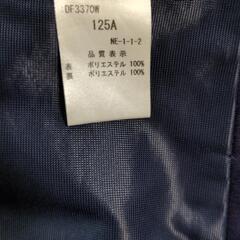 DF3370W
125A
NE-1-1-2
品質表示
表 ポリエステル 100%
裏 ポリエステル 100%